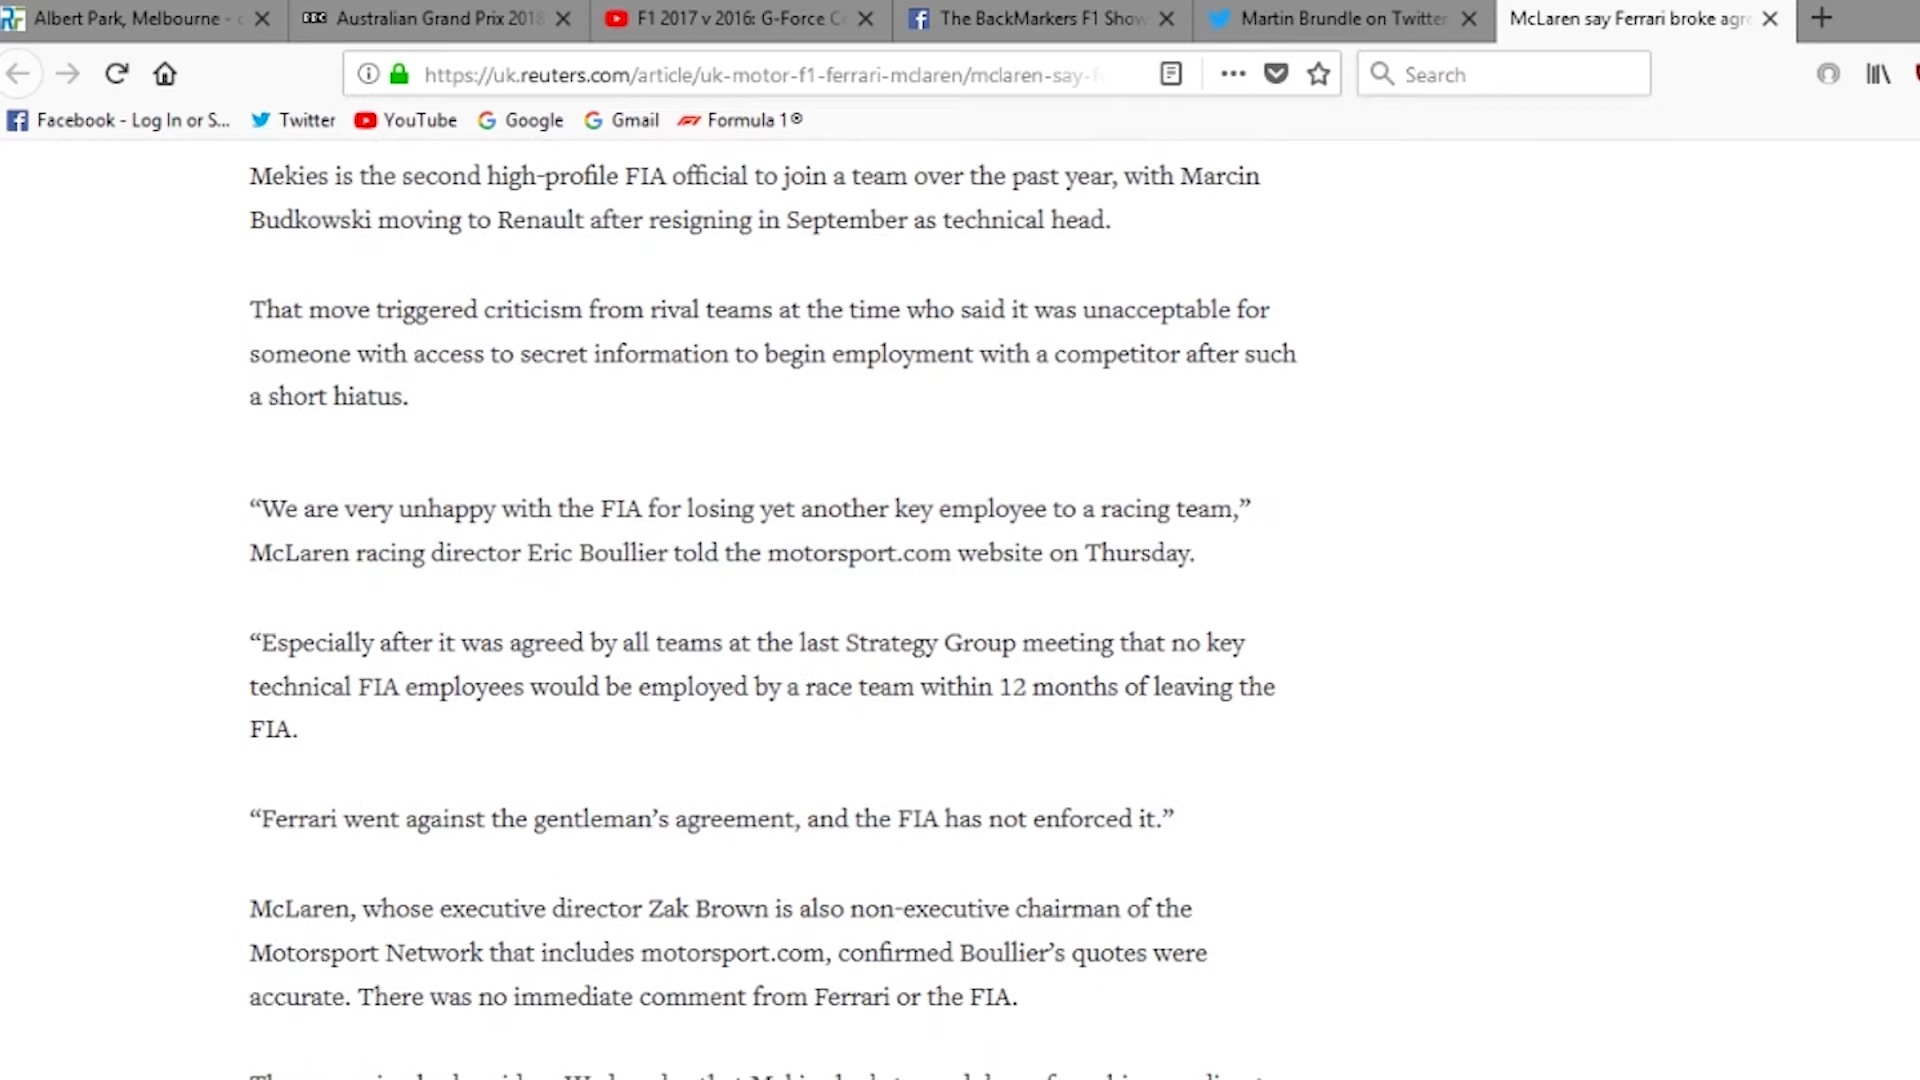 Albert Park, Melbourne -
BBC Australian Grand Prix 2018
F1 2017 v 2016: G-Force
The BackMarkers F1 Show
Martin Brundle on Twitter
McLaren say Ferrari broke agre
https://uk.reuters.com/article/uk-motor-f1-ferrari-mclaren/mclaren-say-f
Search
Facebook - Log In or S...
Twitter
YouTube
Google
Gmail
Formula 1®
Mekies is the second high-profile FIA official to join a team over the past year, with Marcin
Budkowski moving to Renault after resigning in September as technical head.
That move triggered criticism from rival teams at the time who said it was unacceptable for
someone with access to secret information to begin employment with a competitor after such
a short hiatus.
“We are very unhappy with the FIA for losing yet another key employee to a racing team,”
McLaren racing director Eric Boullier told the motorsport.com website on Thursday.
“Especially after it was agreed by all teams at the last Strategy Group meeting that no key
technical FIA employees would be employed by a race team within 12 months of leaving the
FIA.
“Ferrari went against the gentleman’s agreement, and the FIA has not enforced it.”
McLaren, whose executive director Zak Brown is also non-executive chairman of the
Motorsport Network that includes motorsport.com, confirmed Boullier’s quotes were
accurate. There was no immediate comment from Ferrari or the FIA.